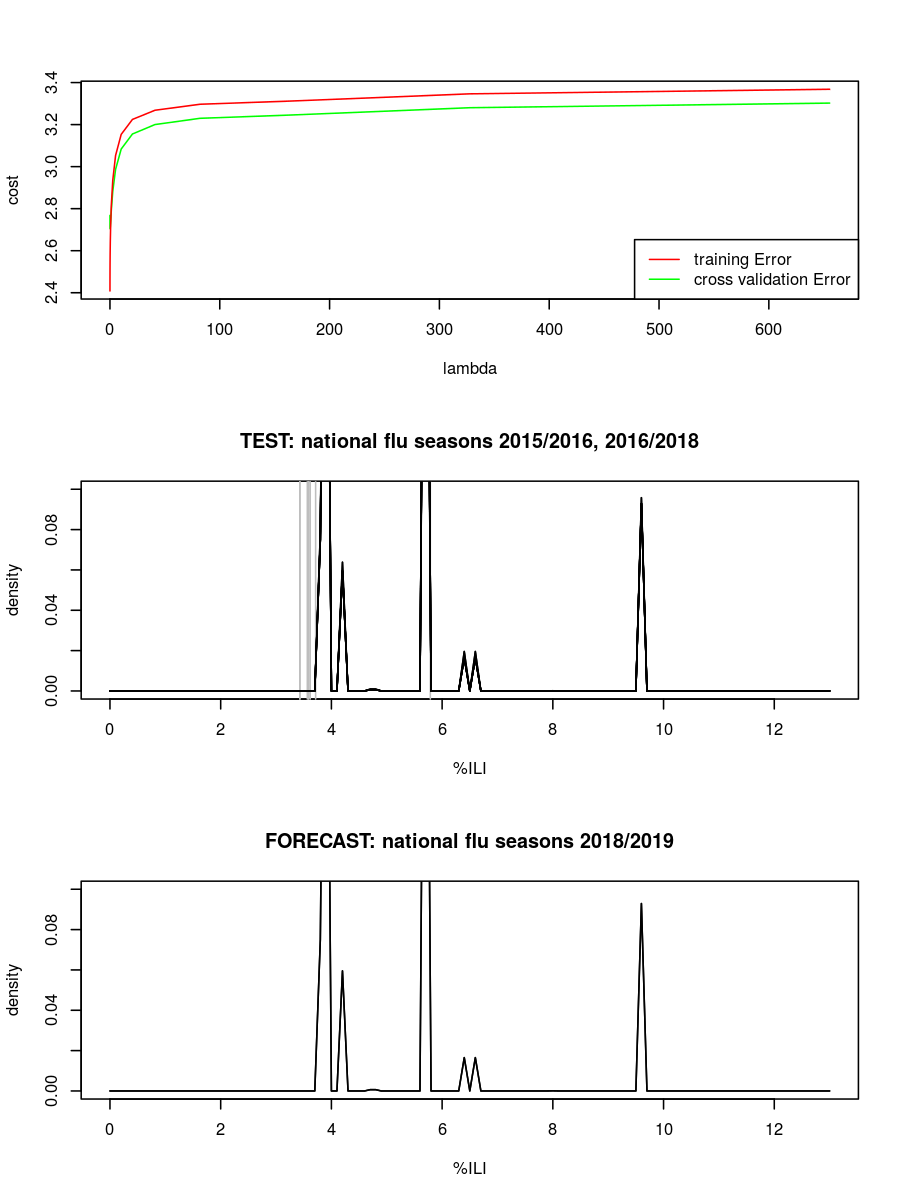 3.4
3.2
3.0
2.8
2.6
2.4
cost
training Error
cross validation Error
0 100 200 300 400 500 600
lambda
TEST: national flu seasons 2015/2016, 2016/2018
0.08
0.04
0.00
density
0 2 4 6 8 10 12
%ILI
FORECAST: national flu seasons 2018/2019
0.08
0.04
0.00
density
0 2 4 6 8 10 12
%ILI